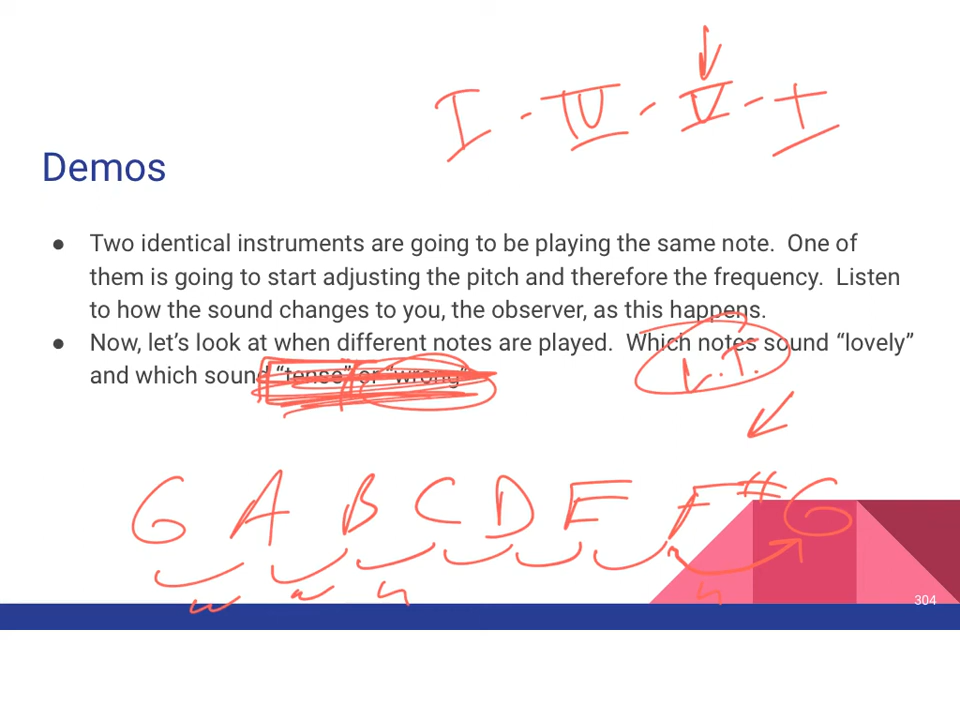 I - IV - V - I
Demos
● Two identical instruments are going to be playing the same note. One of
them is going to start adjusting the pitch and therefore the frequency. Listen
to how the sound changes to you, the observer, as this happens.
● Now, let's look at when different notes are played. Which notes sound “lovely”
and which sound “tense” or “wrong”
L.T.
G A B C D E F# G
w w h h
304